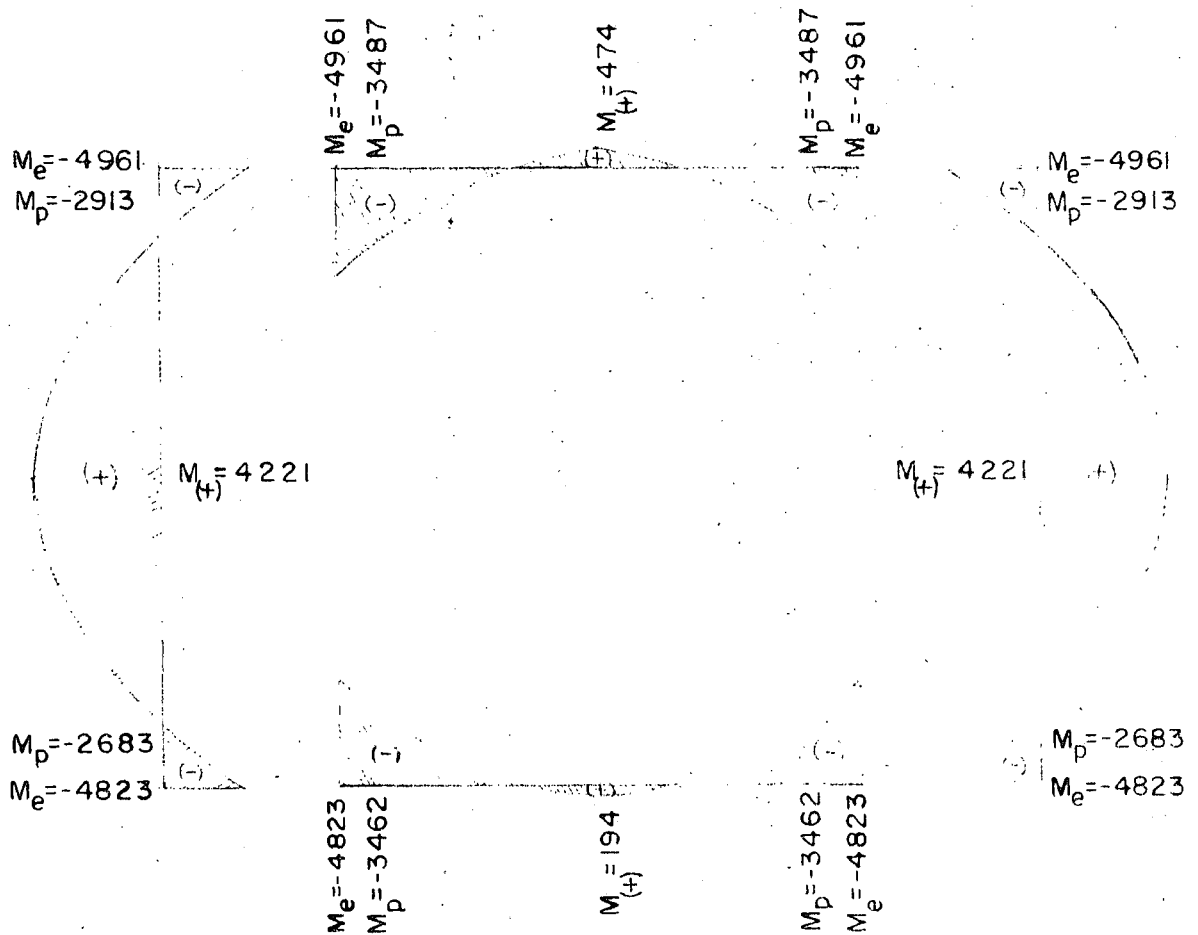 Me=-4961
Mp=-3487
M(+)=474
Mp=-3487
Me=-4961
Me=-4961
Mp=-2913
(-)
(-)
(+)
(-)
(-)
Me=-4961
Mp=-2913
(+)
M(+)=4221
M(+)=4221
(+)
Mp=-2683
Me=-4823
(-)
(-)
(+)
(-)
(-)
Mp=-2683
Me=-4823
Me=-4823
Mp=-3462
M(+)=194
Mp=-3462
Me=-4823